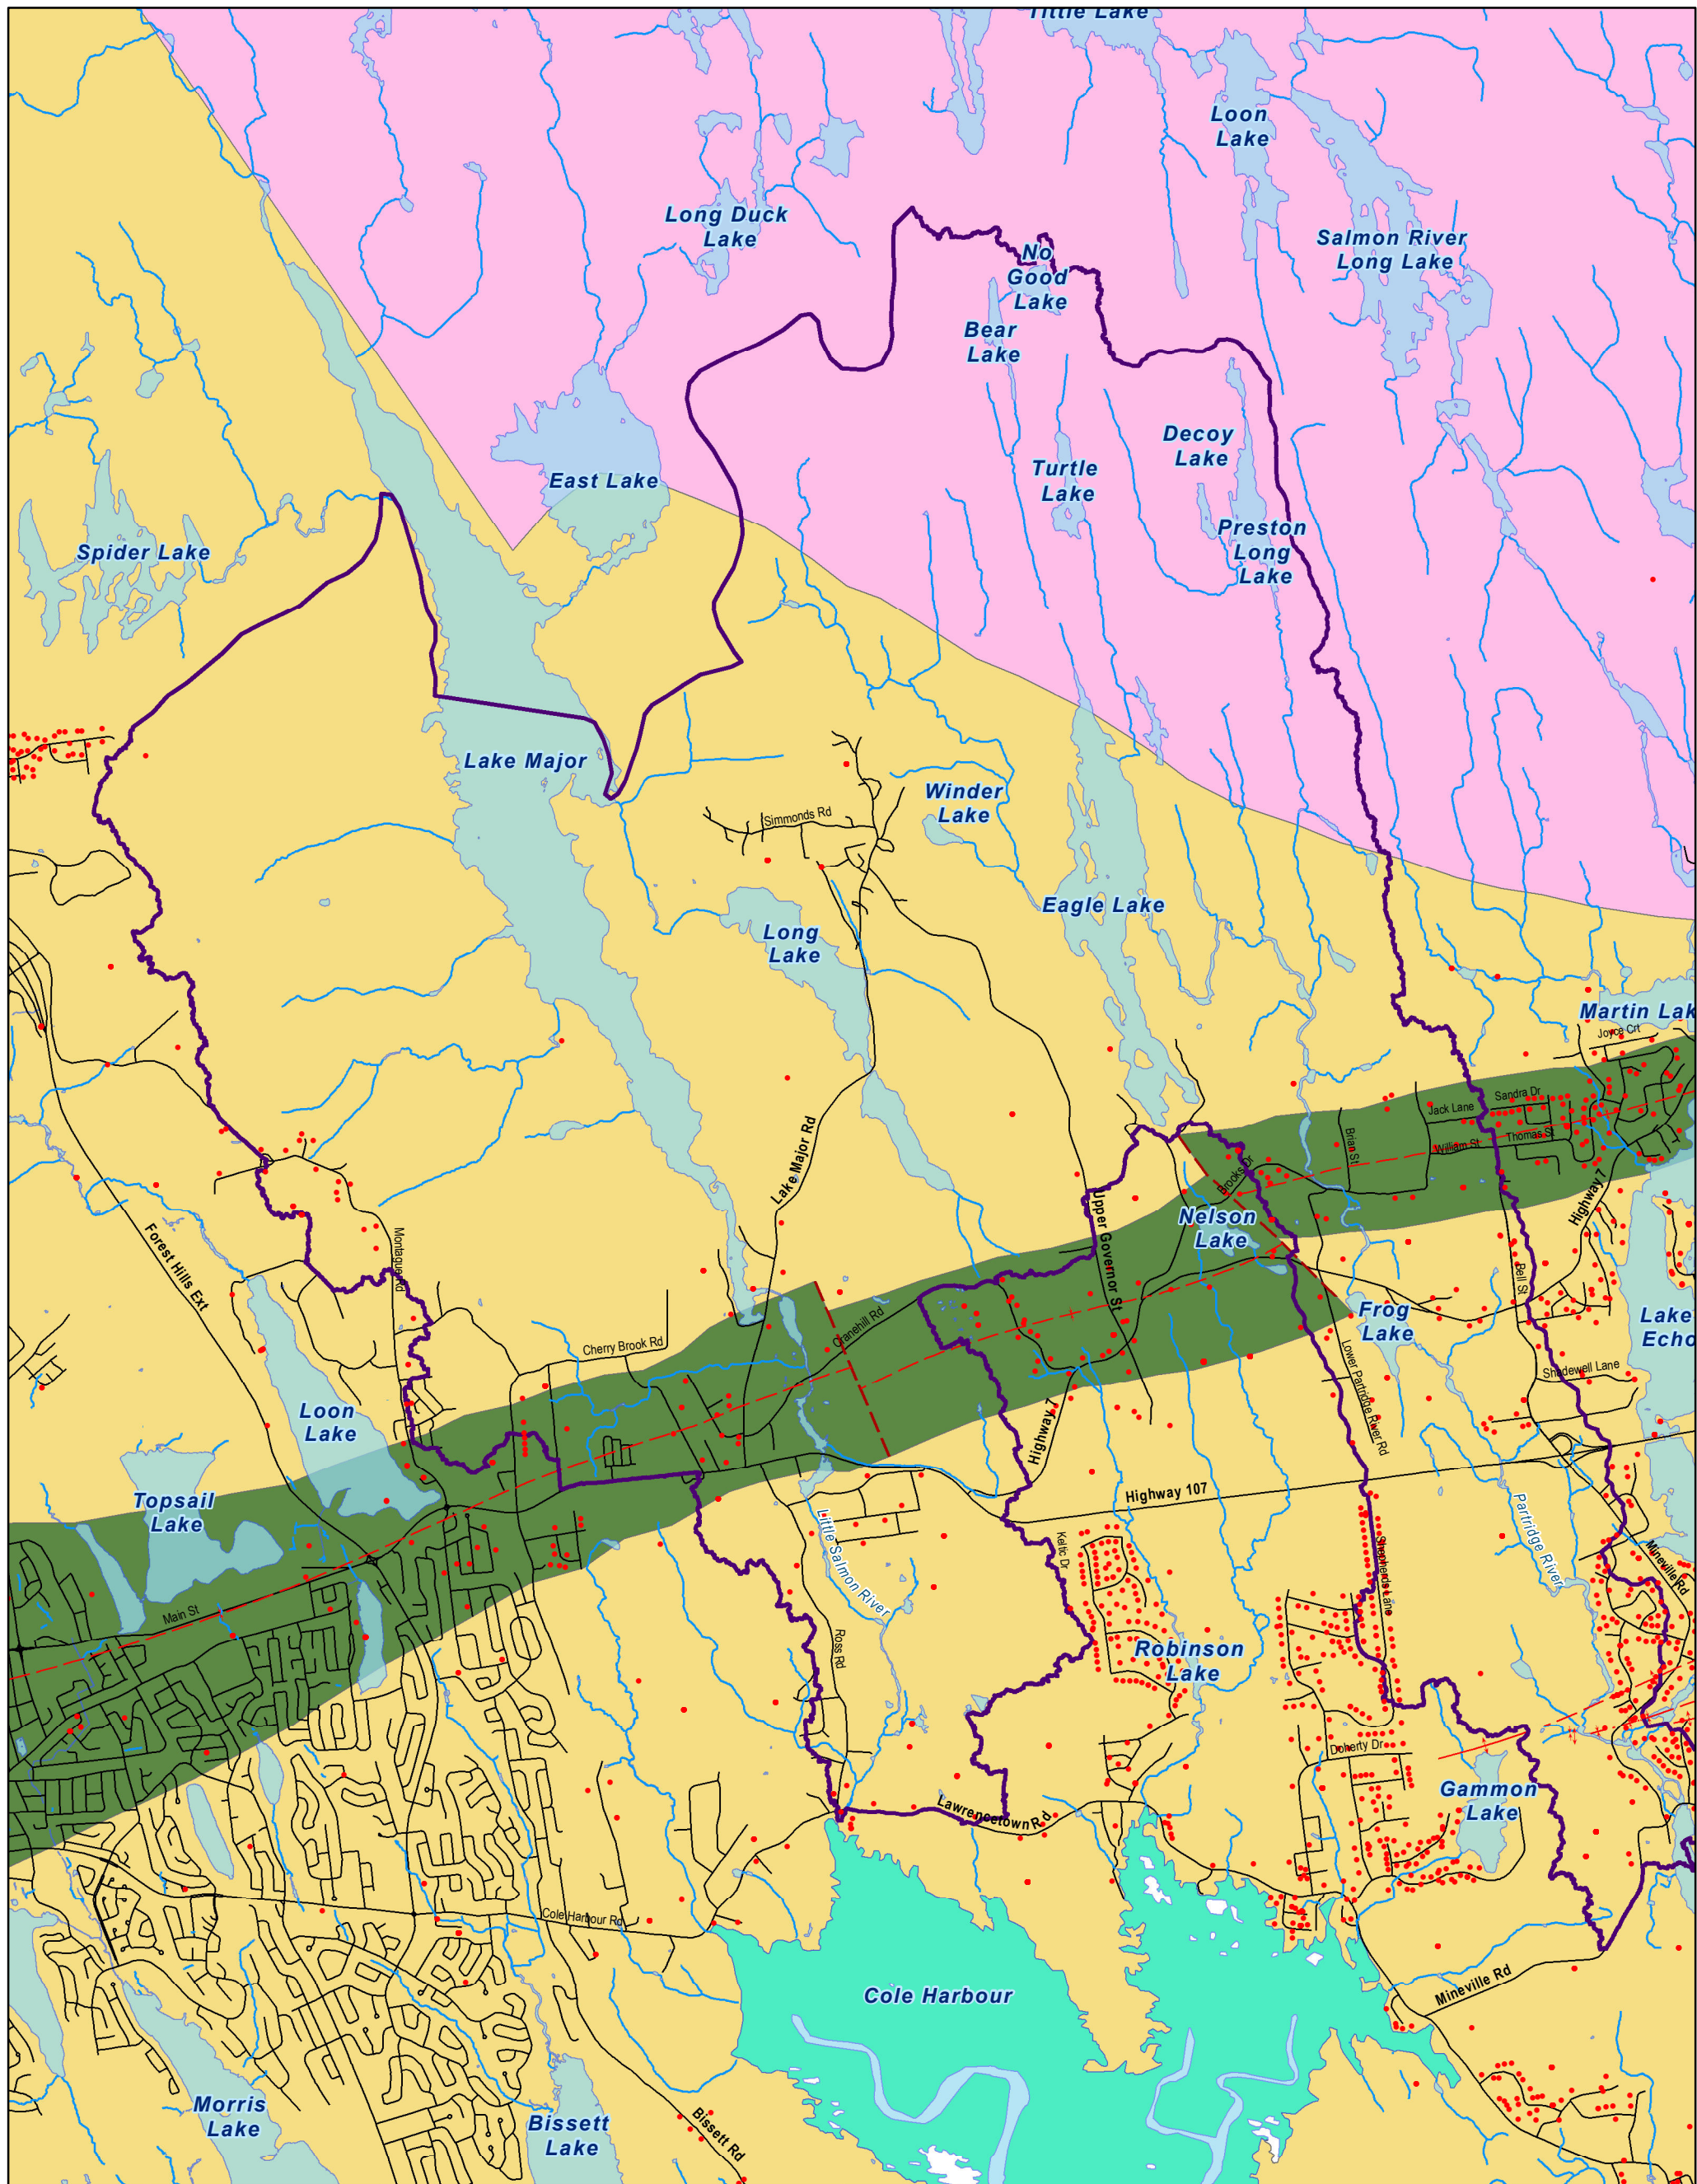 Tittle Lake
Loon
Lake
Long Duck
Lake
Salmon River
Long Lake
No
Good
Lake
Bear
Lake
Decoy
Lake
Turtle
Lake
East Lake
Spider Lake
Preston
Long
Lake
Lake Major
Winder
Lake
Simmonds Rd
Eagle Lake
Long
Lake
Martin Lak
Joyce Crt
Sandra Dr
Jack Lane
Thomas St
William St
Brian St
Brooks Dr
Lake Major Rd
Upper Governor St
Nelson
Lake
Highway 7
Montague Rd
Forest Hills Ext
Bell St
Frog
Lake
Lake
Echo
Cranehill Rd
Cherry Brook Rd
Shadewell Lane
Lower Partridge River Rd
Loon
Lake
Highway 7
Highway 107
Topsail
Lake
Little Salmon River
Keltic Dr
Partridge River
Shepherds Lane
Mineville Rd
Main St
Ross Rd
Robinson
Lake
Doherty Dr
Gammon
Lake
Lawrencetown Rd
Cole Harbour Rd
Cole Harbour
Mineville Rd
Morris
Lake
Bissett
Lake
Bissett Rd